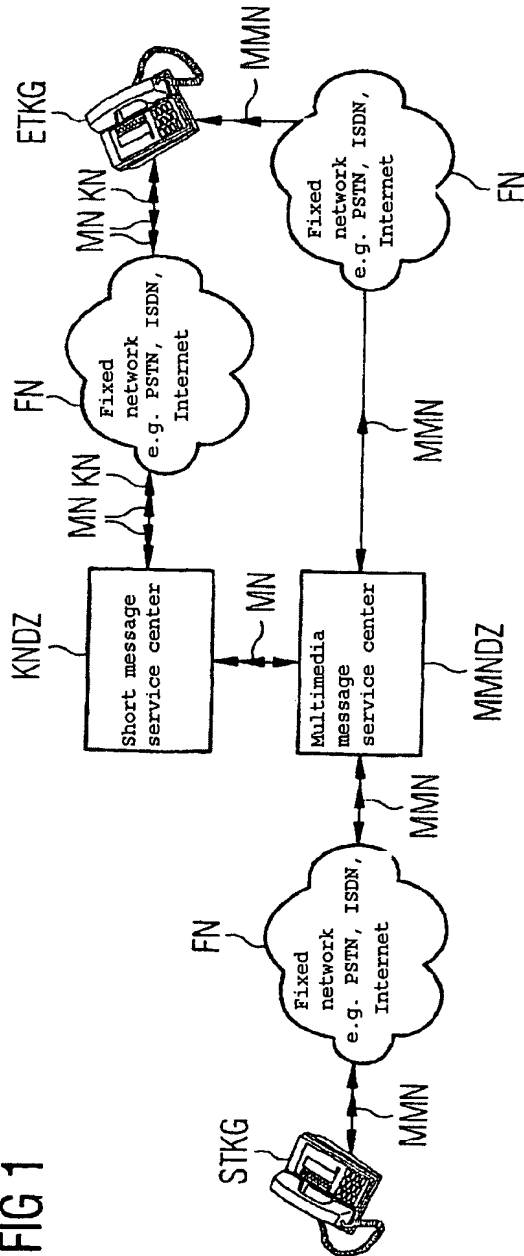 FIG 1
STKG
MMN
FN
Fixed
network
e.g. PSTN, ISDN,
Internet
MMN
KNDZ
Short message
service center
MN
Multimedia
message
service center
MMNDZ
MN KN
FN
Fixed
network
e.g. PSTN, ISDN,
Internet
MN KN
ETKG
MMN
MMN
Fixed
network
e.g. PSTN, ISDN,
Internet
FN